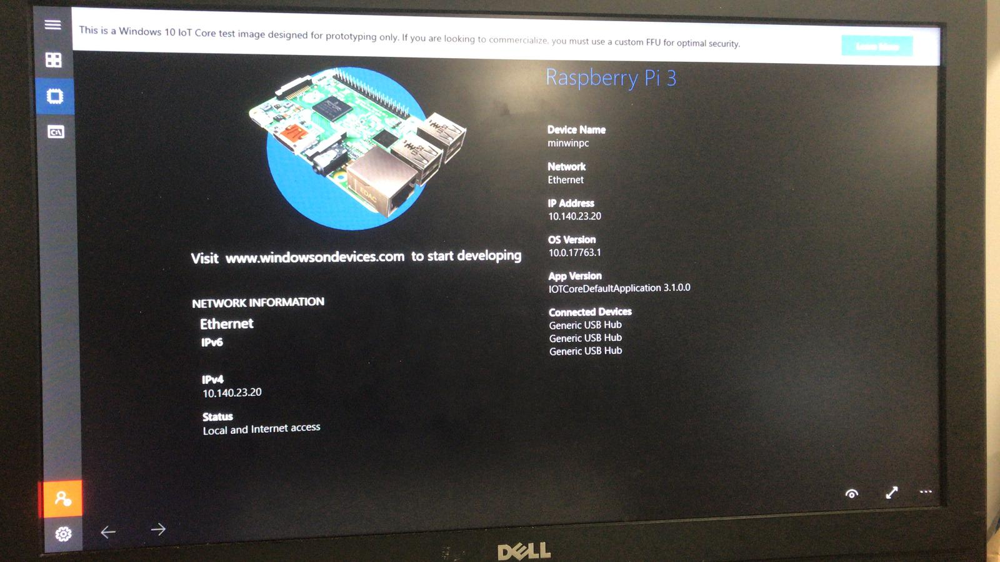 This is a Windows 10 IoT Core test image designed for prototyping only. If you are looking to commercialize, you must use a custom FFU for optimal security.
Learn More
C:\
EDAC
Visit www.windowsondevices.com to start developing
NETWORK INFORMATION
Ethernet
IPv6
IPv4
10.140.23.20
Status
Local and Internet access
Raspberry Pi 3
Device Name
minwinpc
Network
Ethernet
IP Address
10.140.23.20
OS Version
10.0.17763.1
App Version
IOTCoreDefaultApplication 3.1.0.0
Connected Devices
Generic USB Hub
Generic USB Hub
Generic USB Hub
DELL